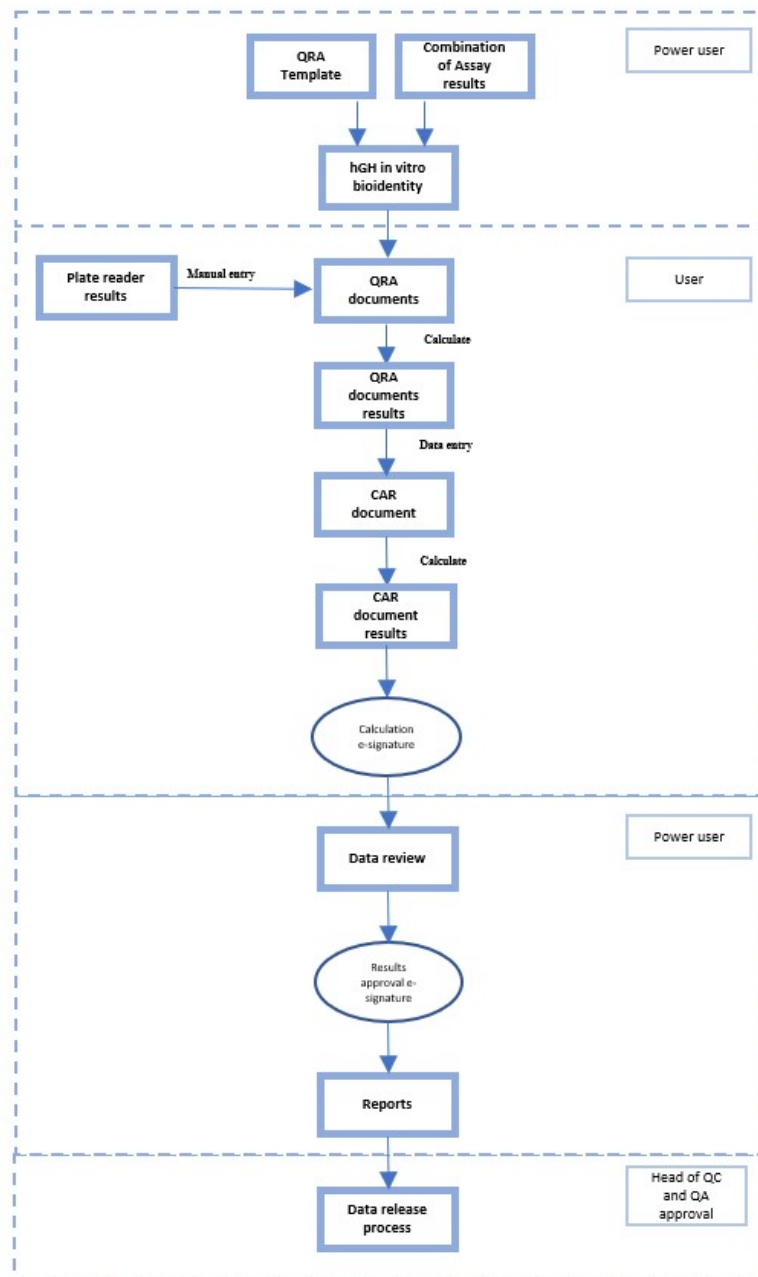 QRA
Template
Combination
of Assay
results
Power user
hGH in vitro
bioidentity
Plate reader
results
Manual entry
QRA
documents
User
Calculate
QRA
documents
results
Data entry
CAR
document
Calculate
CAR
document
results
Calculation
e-signature
Power user
Data review
Results
approval e-
signature
Reports
Head of QC
and QA
approval
Data release
process